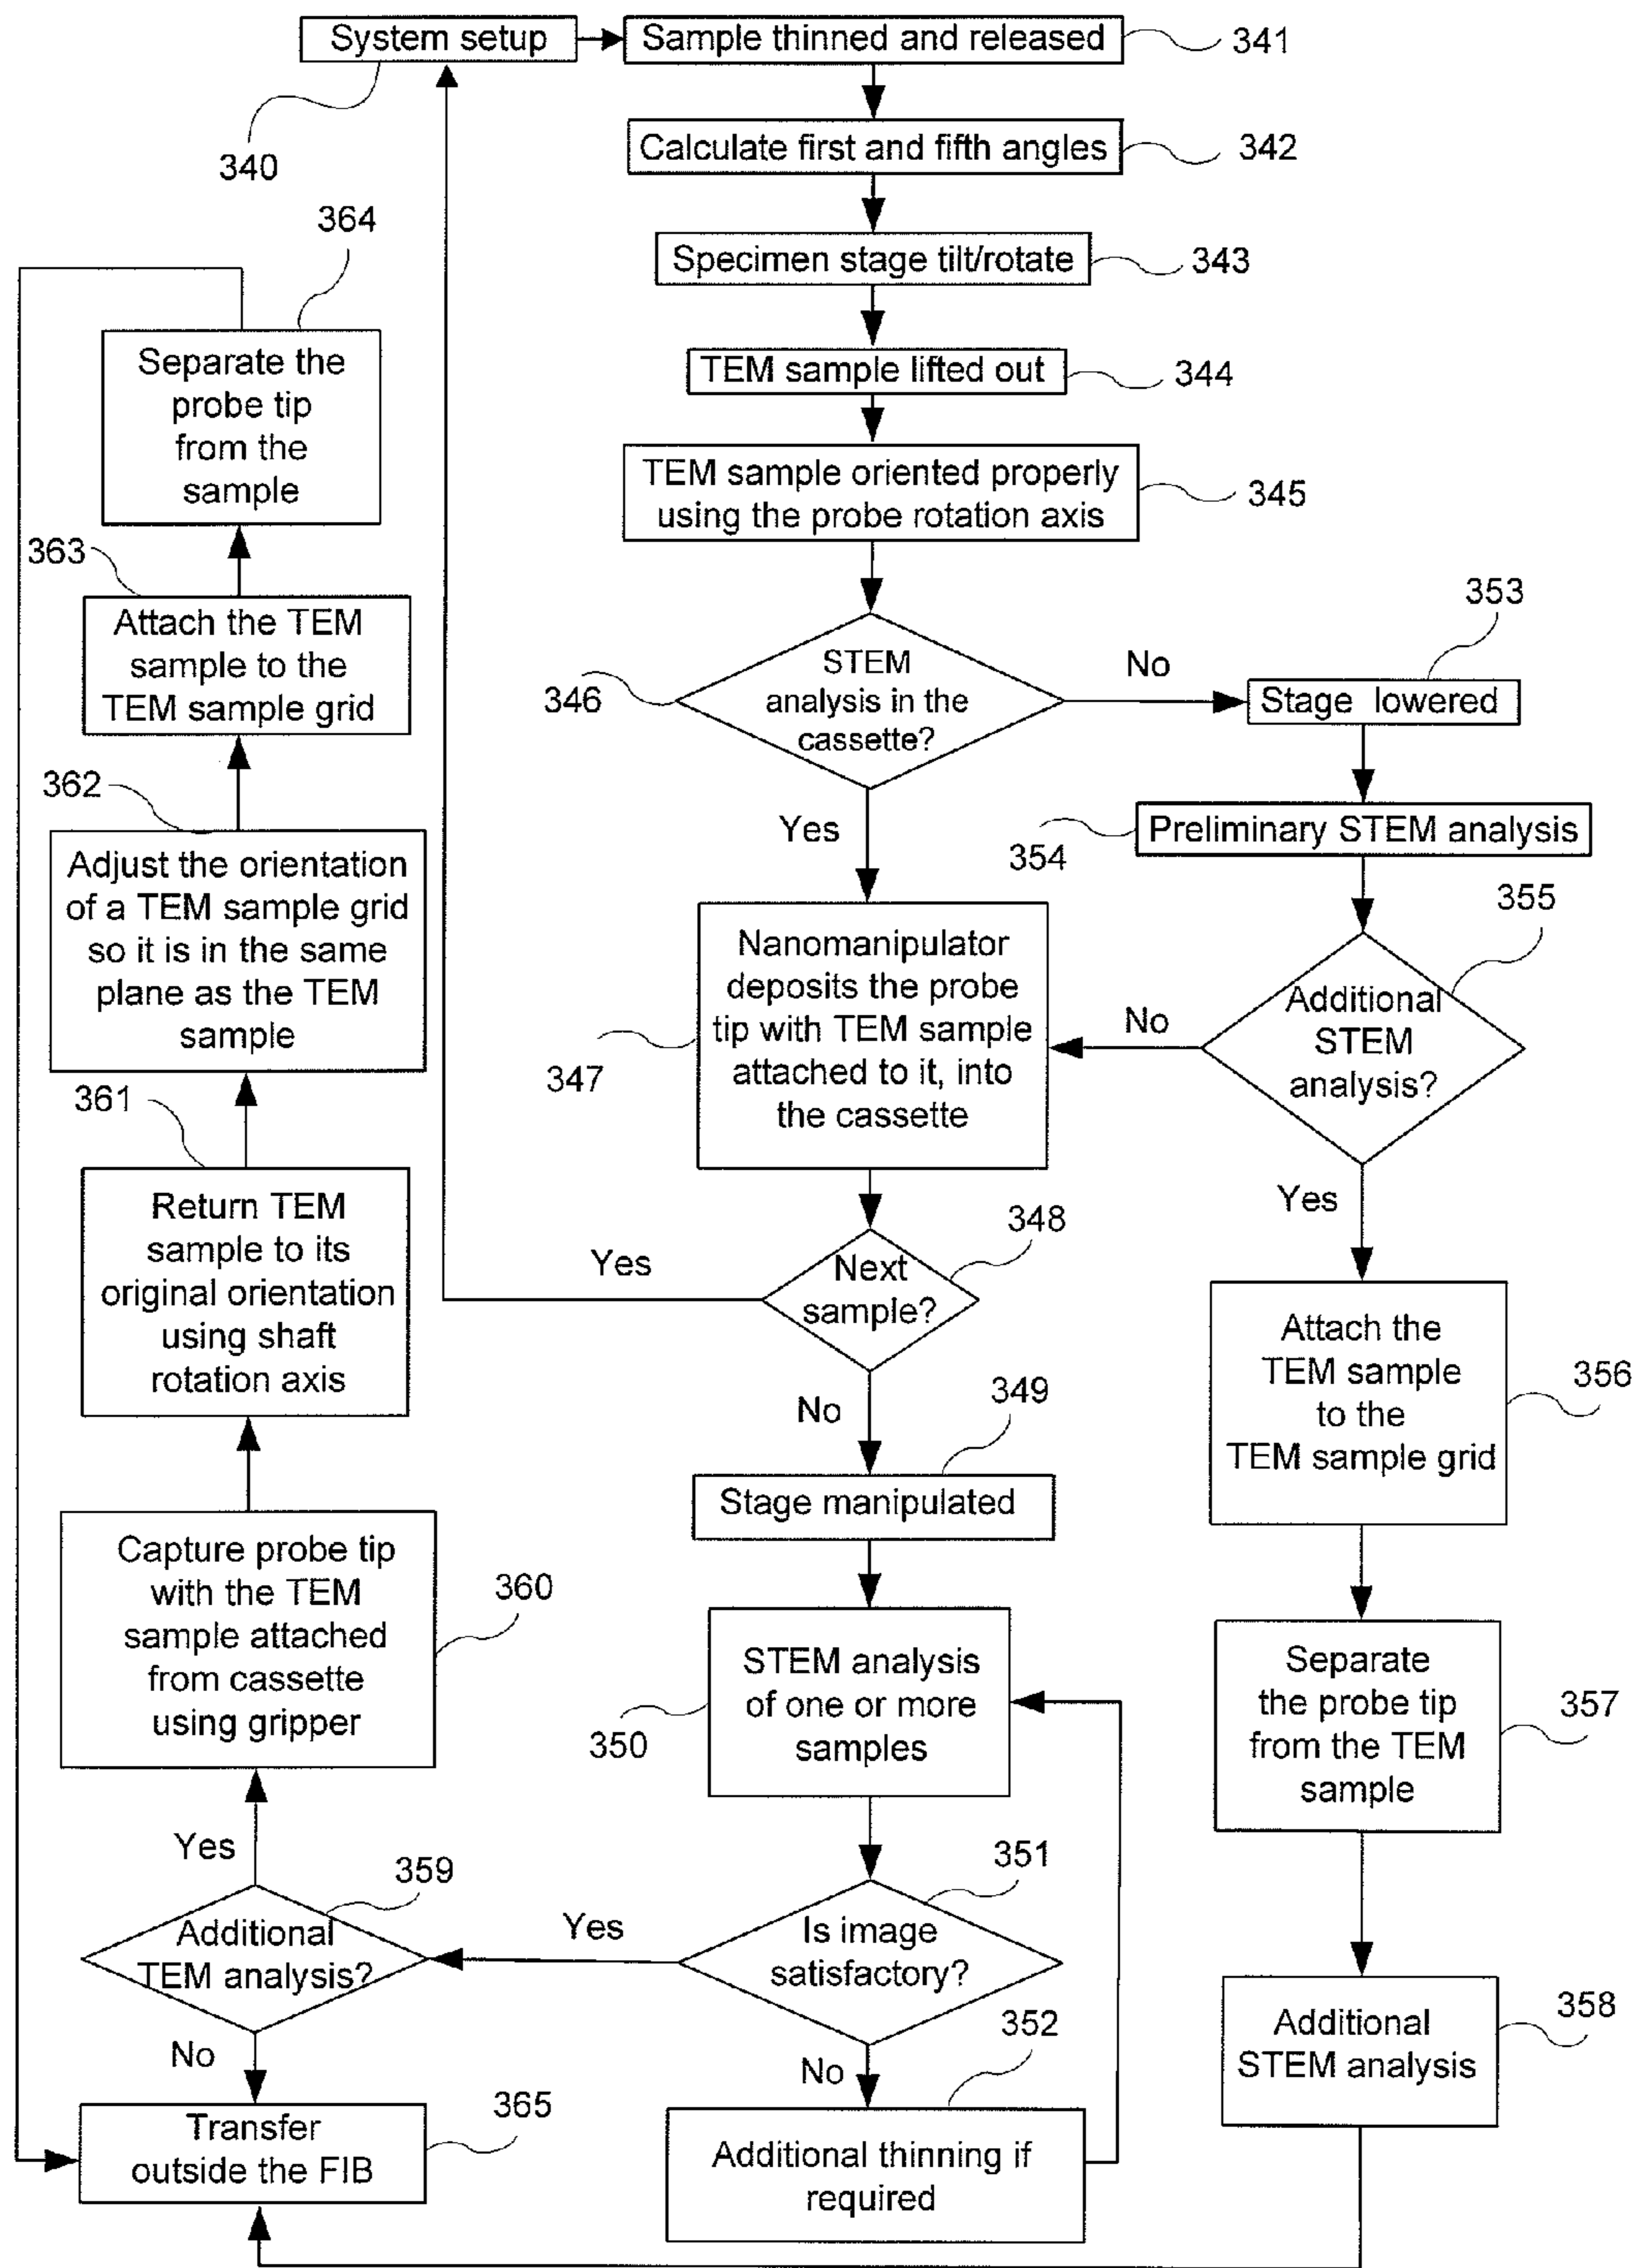 System setup
340
Sample thinned and released
341
Calculate first and fifth angles
342
Specimen stage tilt/rotate
343
TEM sample lifted out
344
TEM sample oriented properly
using the probe rotation axis
345
STEM
analysis in the
cassette?
346
No
Yes
Stage lowered
353
Preliminary STEM analysis
354
Additional
STEM
analysis?
355
No
Yes
Nanomanipulator
deposits the probe
tip with TEM sample
attached to it, into
the cassette
347
Next
sample?
348
Yes
No
Stage manipulated
349
STEM analysis
of one or more
samples
350
Is image
satisfactory?
351
Yes
No
Additional thinning if
required
352
Attach the
TEM sample
to the
TEM sample grid
356
Separate
the probe tip
from the TEM
sample
357
Additional
STEM analysis
358
Additional
TEM analysis?
359
Yes
No
Capture probe tip
with the TEM
sample attached
from cassette
using gripper
360
Return TEM
sample to its
original orientation
using shaft
rotation axis
361
Adjust the orientation
of a TEM sample grid
so it is in the same
plane as the TEM
sample
362
Attach the TEM
sample to the
TEM sample grid
363
Separate the
probe tip
from the
sample
364
Transfer
outside the FIB
365